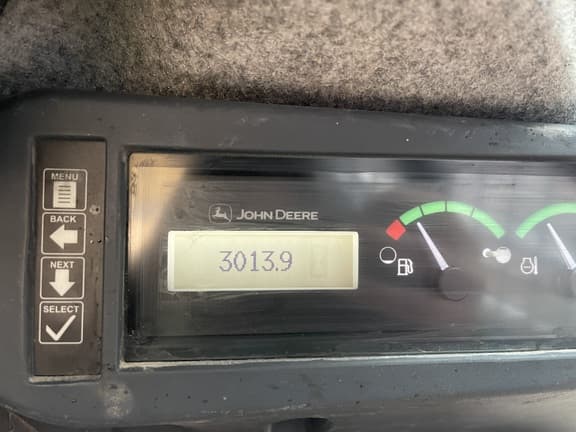 MENU
BACK
NEXT
SELECT
JOHN DEERE
3013.9